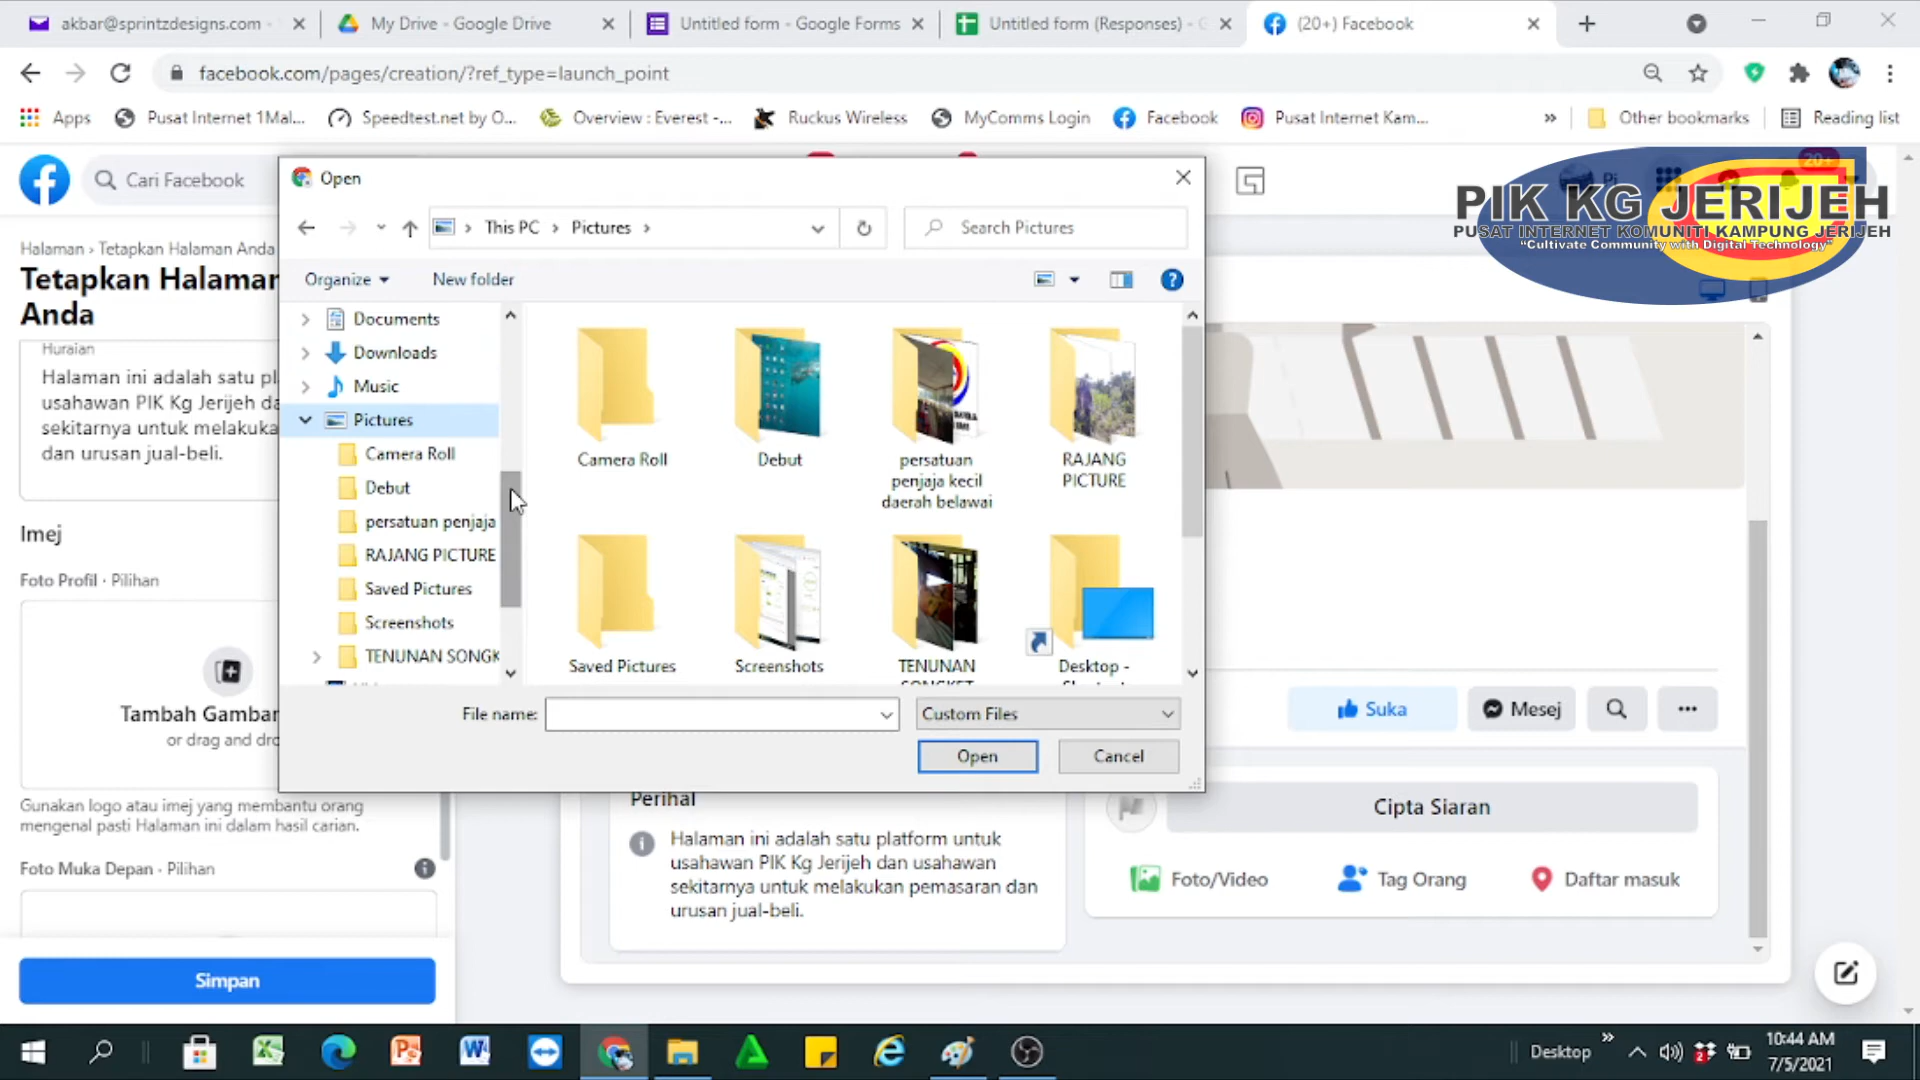 akbar@sprintzdesigns.com -
My Drive - Google Drive
Untitled form - Google Forms
Untitled form (Responses) - G
(20+) Facebook
facebook.com/pages/creation/?ref_type=launch_point
Apps
Pusat Internet 1Mal...
Speedtest.net by O...
Overview : Everest -...
Ruckus Wireless
MyComms Login
Facebook
Pusat Internet Kam...
»
Other bookmarks
Reading list
Cari Facebook
Pi
20+
PIK KG JERIJEH
PUSAT INTERNET KOMUNITI KAMPUNG JERIJEH
"Cultivate Community with Digital Technology"
Halaman › Tetapkan Halaman Anda
Tetapkan Halaman
Anda
Huraian
Halaman ini adalah satu pl
usahawan PIK Kg Jerijeh da
sekitarnya untuk melakuka
dan urusan jual-beli.
Imej
Foto Profil · Pilihan
Tambah Gambar
or drag and dro
Gunakan logo atau imej yang membantu orang
mengenal pasti Halaman ini dalam hasil carian.
Foto Muka Depan · Pilihan
Simpan
Open
This PC › Pictures ›
Search Pictures
Organize
New folder
Documents
Downloads
Music
Pictures
Camera Roll
Debut
persatuan penjaja
RAJANG PICTURE
Saved Pictures
Screenshots
TENUNAN SONGK
Camera Roll
Debut
persatuan
penjaja kecil
daerah belawai
RAJANG
PICTURE
Saved Pictures
Screenshots
TENUNAN
SONGKET
Desktop -
Shortcut
File name:
Custom Files
Open
Cancel
Suka
Mesej
Perihal
Halaman ini adalah satu platform untuk
usahawan PIK Kg Jerijeh dan usahawan
sekitarnya untuk melakukan pemasaran dan
urusan jual-beli.
Cipta Siaran
Foto/Video
Tag Orang
Daftar masuk
Desktop
»
10:44 AM
7/5/2021